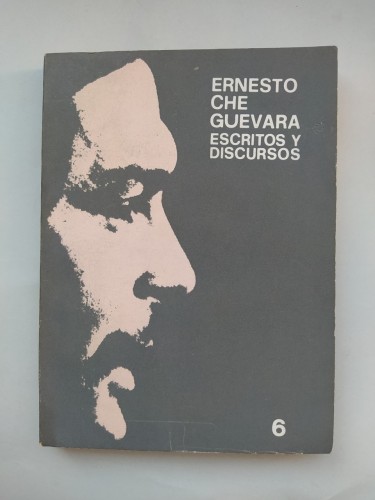 ERNESTO
CHE
GUEVARA
ESCRITOS Y
DISCURSOS
6